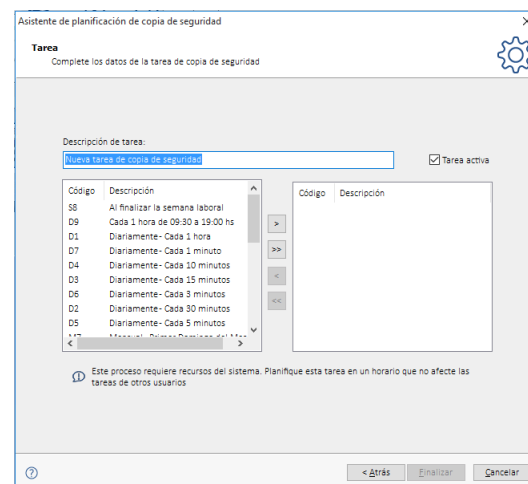 Asistente de planificación de copia de seguridad
Tarea
Complete los datos de la tarea de copia de seguridad
Descripción de tarea:
Nueva tarea de copia de seguridad
Tarea activa
Código Descripción
S8 Al finalizar la semana laboral
D9 Cada 1 hora de 09:30 a 19:00 hs
D1 Diariamente- Cada 1 hora
D7 Diariamente- Cada 1 minuto
D4 Diariamente- Cada 10 minutos
D3 Diariamente- Cada 15 minutos
D6 Diariamente- Cada 3 minutos
D2 Diariamente- Cada 30 minutos
D5 Diariamente- Cada 5 minutos
>
>>
<
<<
Código Descripción
Este proceso requiere recursos del sistema. Planifique esta tarea en un horario que no afecte las
tareas de otros usuarios
< Atrás Finalizar Cancelar